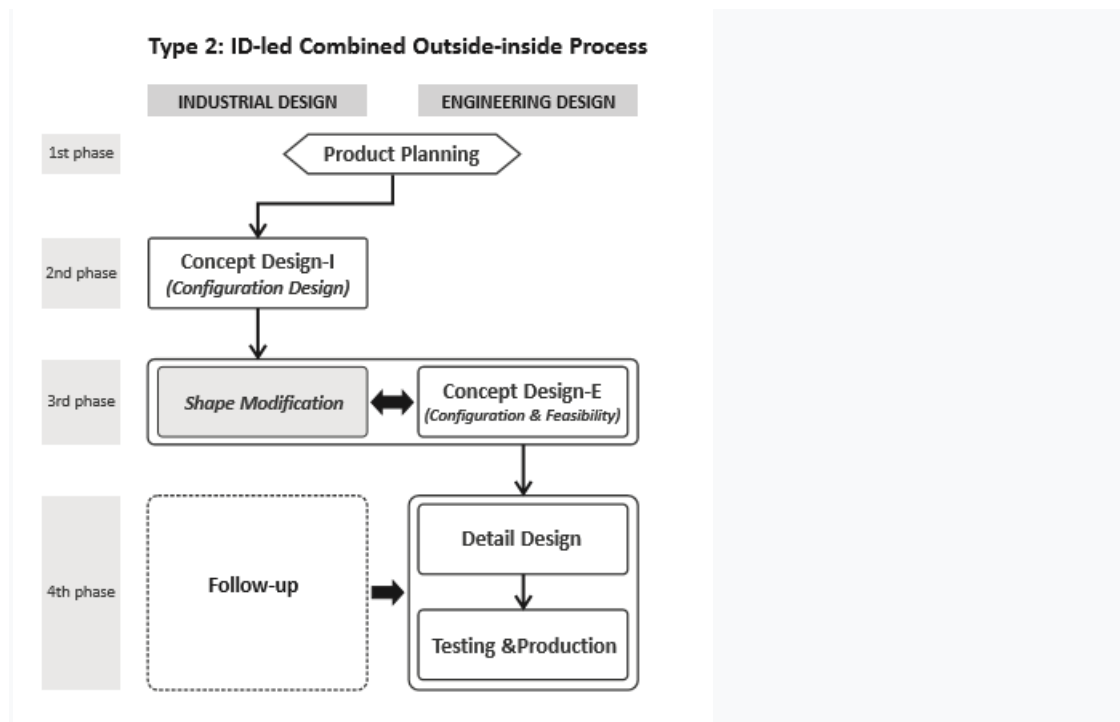 Type 2: ID-led Combined Outside-inside Process
INDUSTRIAL DESIGN
ENGINEERING DESIGN
1st phase
Product Planning
2nd phase
Concept Design-I
(Configuration Design)
3rd phase
Shape Modification
Concept Design-E
(Configuration & Feasibility)
4th phase
Follow-up
Detail Design
Testing &Production